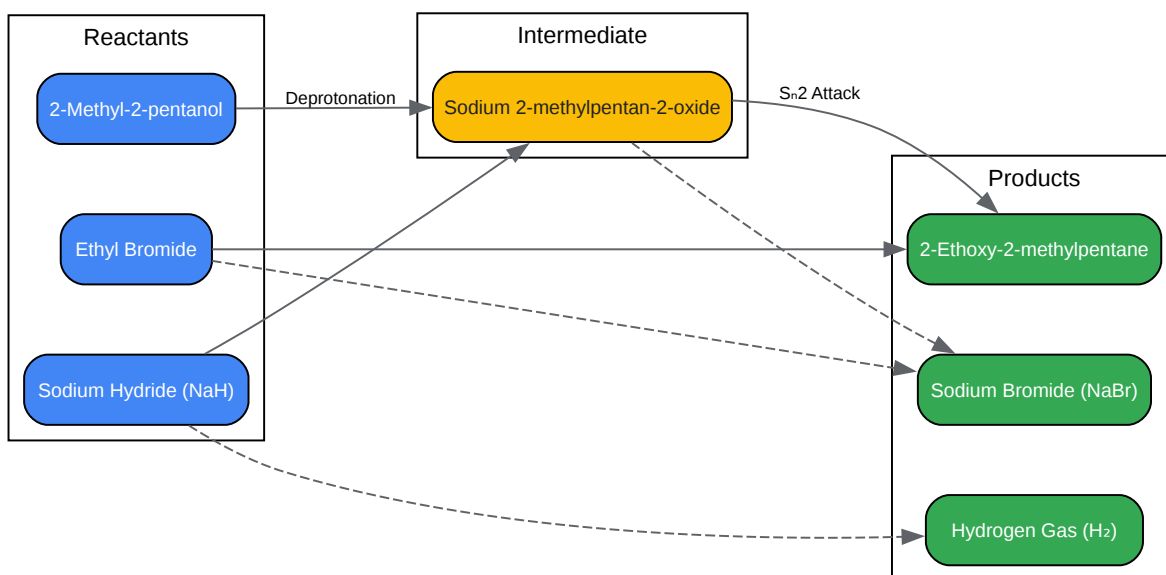 Reactants
2-Methyl-2-pentanol
Ethyl Bromide
Sodium Hydride (NaH)
Deprotonation
Intermediate
Sodium 2-methylpentan-2-oxide
Sₙ2 Attack
Products
2-Ethoxy-2-methylpentane
Sodium Bromide (NaBr)
Hydrogen Gas (H₂)